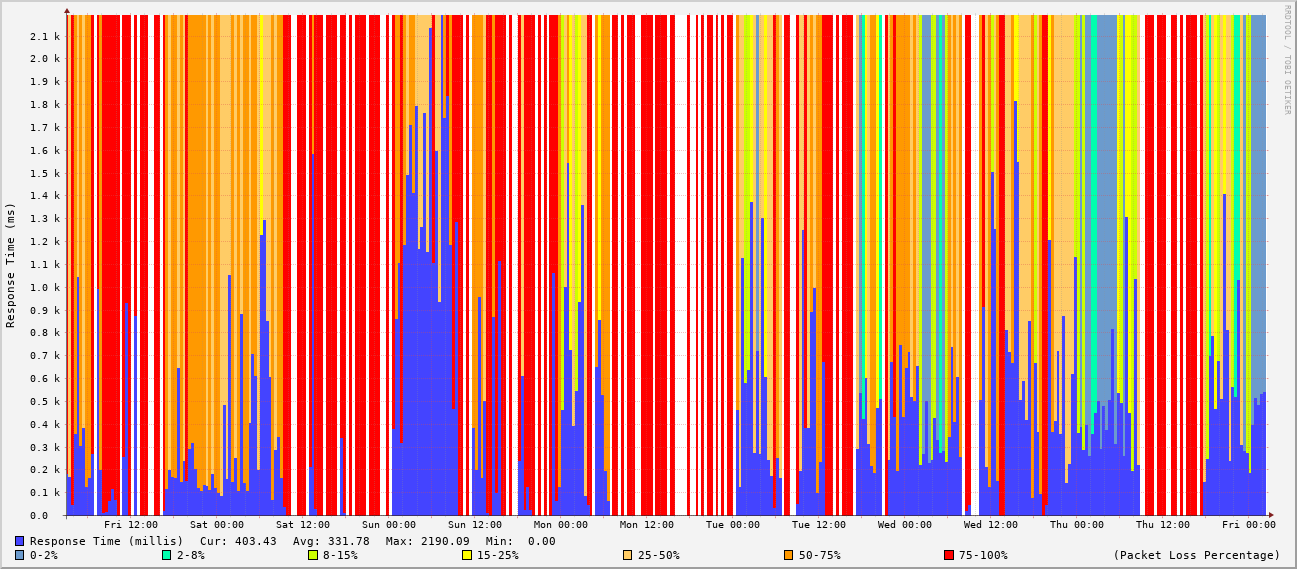 RRDTOOL / TOBI OETIKER
Response Time (ms)
2.1 k
2.0 k
1.9 k
1.8 k
1.7 k
1.6 k
1.5 k
1.4 k
1.3 k
1.2 k
1.1 k
1.0 k
0.9 k
0.8 k
0.7 k
0.6 k
0.5 k
0.4 k
0.3 k
0.2 k
0.1 k
0.0
Fri 12:00 Sat 00:00 Sat 12:00 Sun 00:00 Sun 12:00 Mon 00:00 Mon 12:00 Tue 00:00 Tue 12:00 Wed 00:00 Wed 12:00 Thu 00:00 Thu 12:00 Fri 00:00
Response Time (millis) Cur: 403.43 Avg: 331.78 Max: 2190.09 Min: 0.00
0-2% 2-8% 8-15% 15-25% 25-50% 50-75% 75-100% (Packet Loss Percentage)